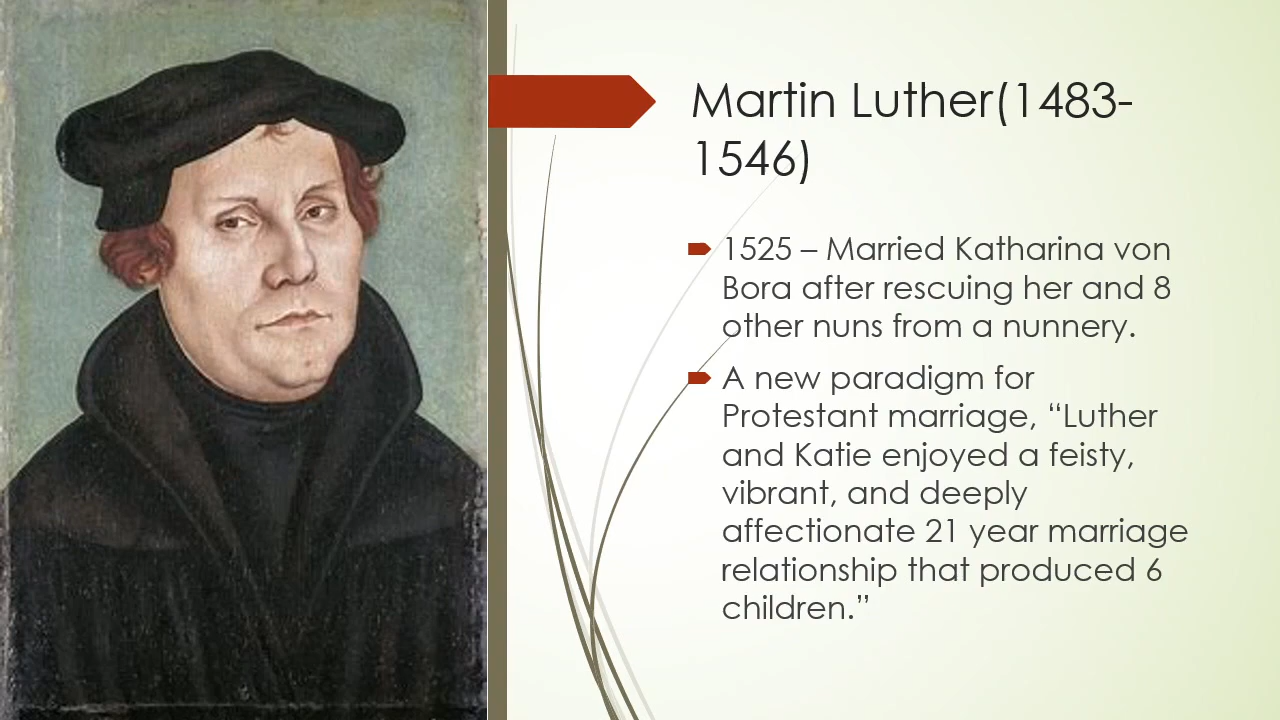 Martin Luther(1483-
1546)
1525 – Married Katharina von
Bora after rescuing her and 8
other nuns from a nunnery.
A new paradigm for
Protestant marriage, “Luther
and Katie enjoyed a feisty,
vibrant, and deeply
affectionate 21 year marriage
relationship that produced 6
children.”